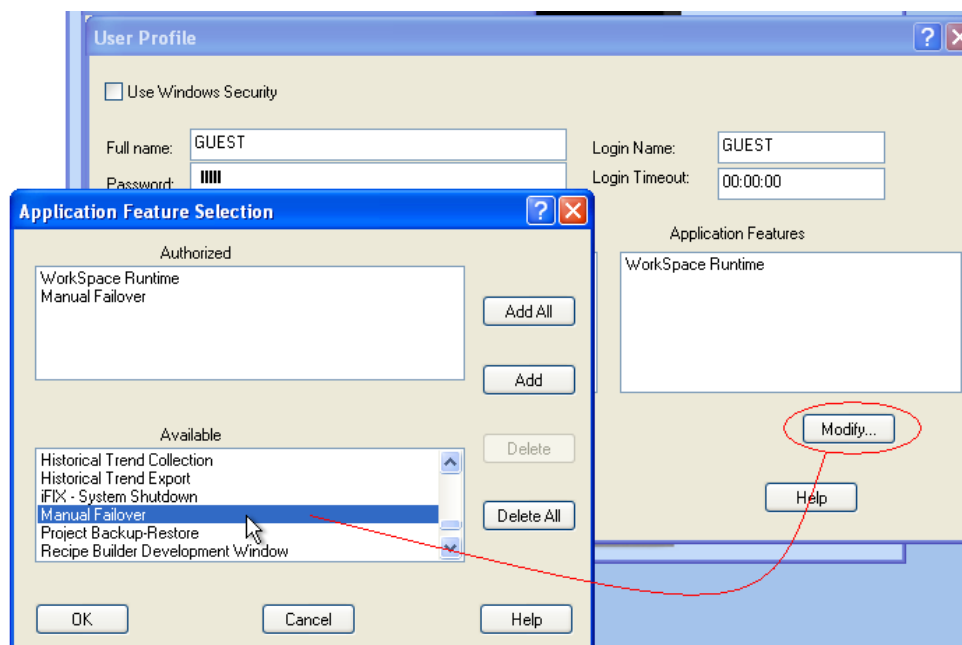 User Profile
Use Windows Security
Full name: GUEST
Login Name: GUEST
Password:
Login Timeout: 00:00:00
Application Features
WorkSpace Runtime
Modify...
Help
Application Feature Selection
Authorized
WorkSpace Runtime
Manual Failover
Add All
Add
Available
Historical Trend Collection
Historical Trend Export
iFIX - System Shutdown
Manual Failover
Project Backup-Restore
Recipe Builder Development Window
Delete
Delete All
OK
Cancel
Help